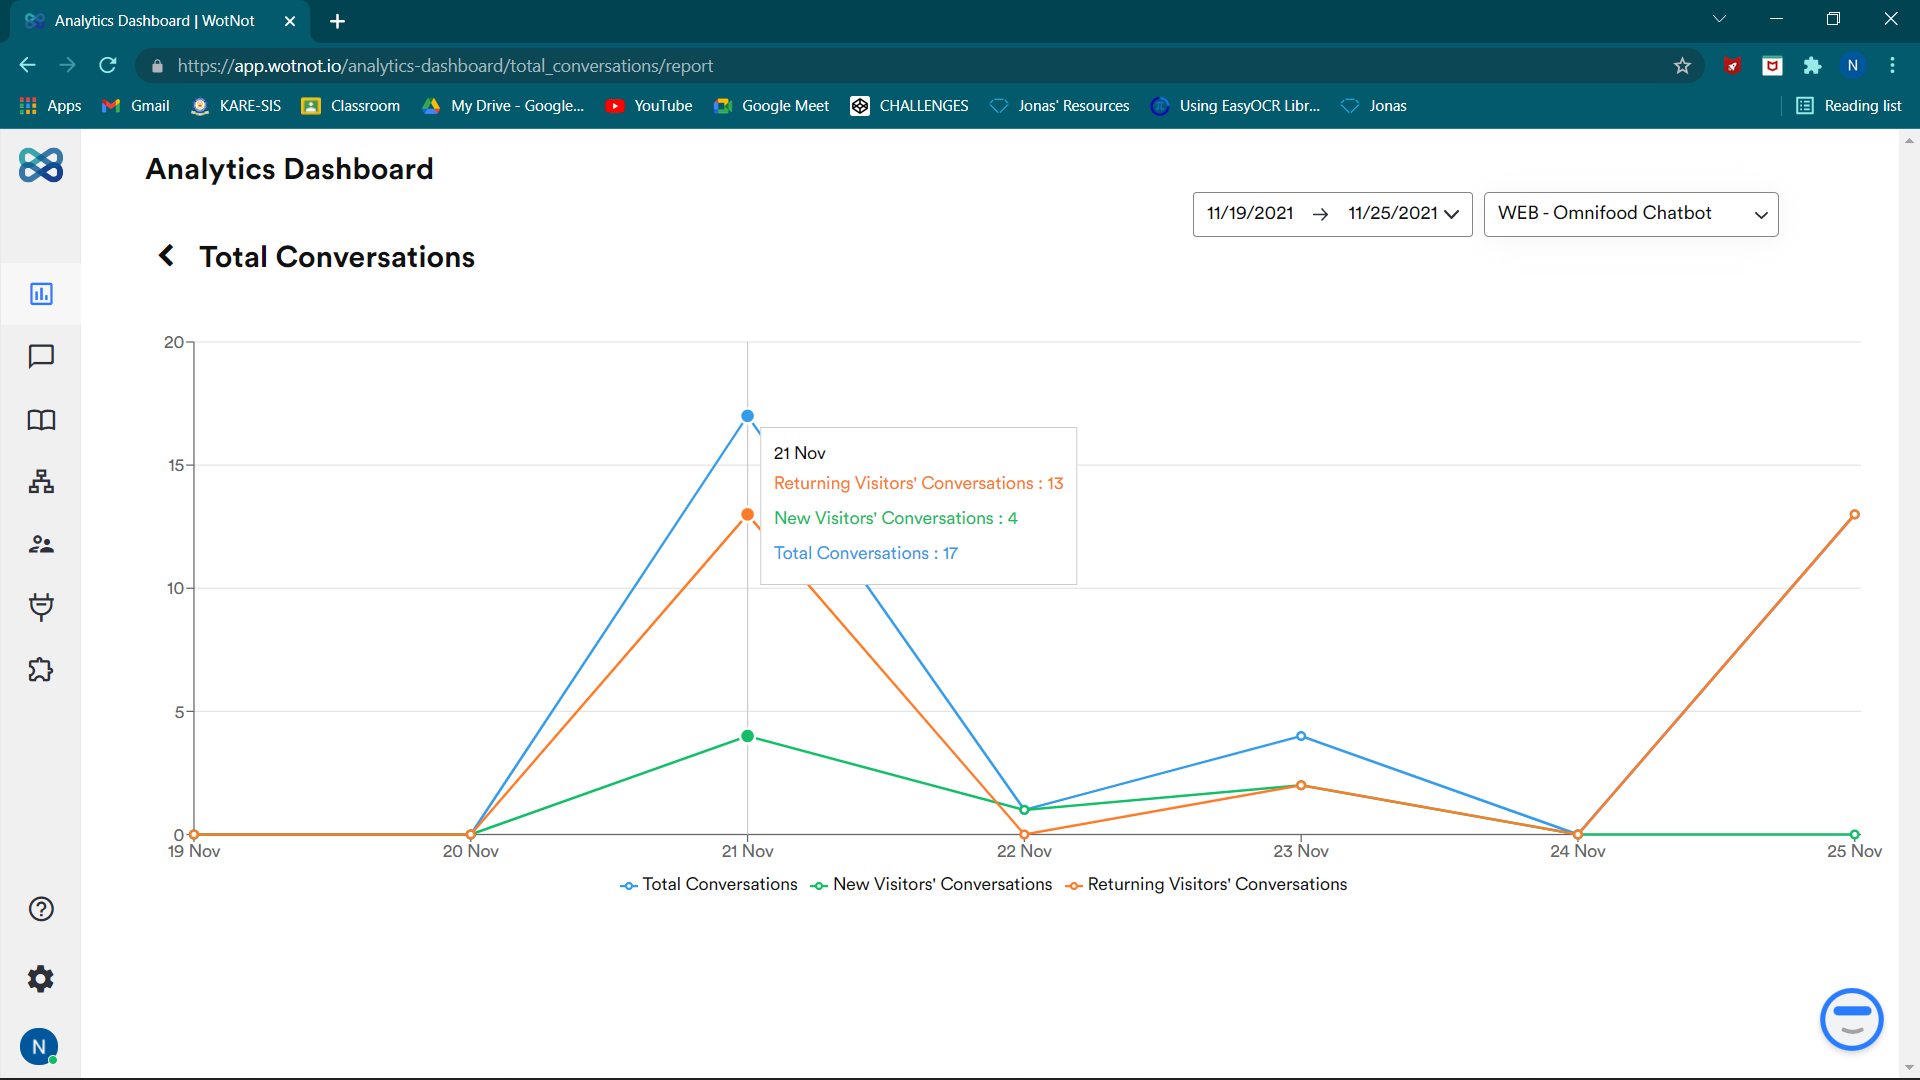 Analytics Dashboard | WotNot
https://app.wotnot.io/analytics-dashboard/total_conversations/report
N
Apps Gmail KARE-SIS Classroom My Drive - Google... YouTube Google Meet CHALLENGES Jonas' Resources Using EasyOCR Libr... Jonas Reading list
Analytics Dashboard
11/19/2021 → 11/25/2021 WEB - Omnifood Chatbot
Total Conversations
20
15
10
5
0
21 Nov
Returning Visitors' Conversations : 13
New Visitors' Conversations : 4
Total Conversations : 17
19 Nov 20 Nov 21 Nov 22 Nov 23 Nov 24 Nov 25 Nov
Total Conversations New Visitors' Conversations Returning Visitors' Conversations
N